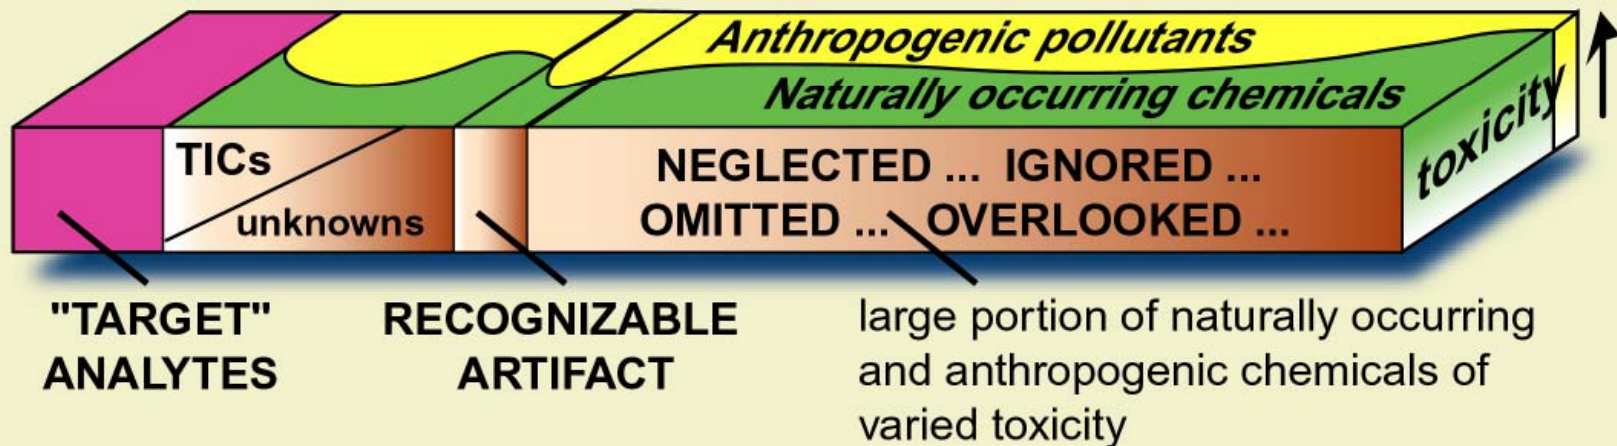 Anthropogenic pollutants
Naturally occurring chemicals
toxicity
TICs
unknowns
NEGLECTED ... IGNORED ...
OMITTED ... OVERLOOKED ...
"TARGET"
ANALYTES
RECOGNIZABLE
ARTIFACT
large portion of naturally occurring
and anthropogenic chemicals of
varied toxicity